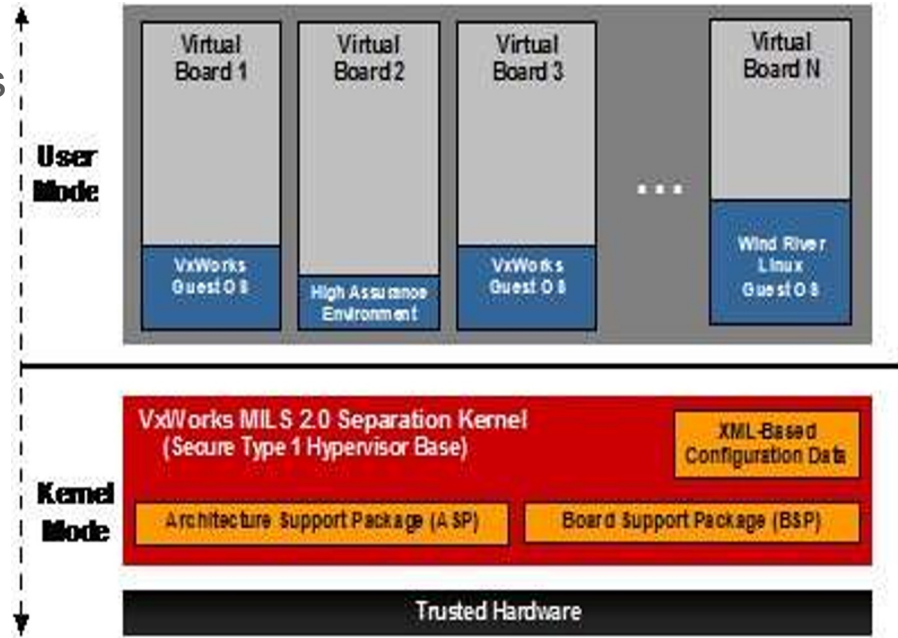 Virtual
Board 1
Virtual
Board 2
Virtual
Board 3
Virtual
Board N
User
Mode
...
VxWorks
Guest OS
High Assurance
Environment
VxWorks
Guest OS
Wind River
Linux
Guest OS
VxWorks MILS 2.0 Separation Kernel
(Secure Type 1 Hypervisor Base)
XML-Based
Configuration Data
Kernel
Mode
Architecture Support Package (ASP)
Board Support Package (BSP)
Trusted Hardware